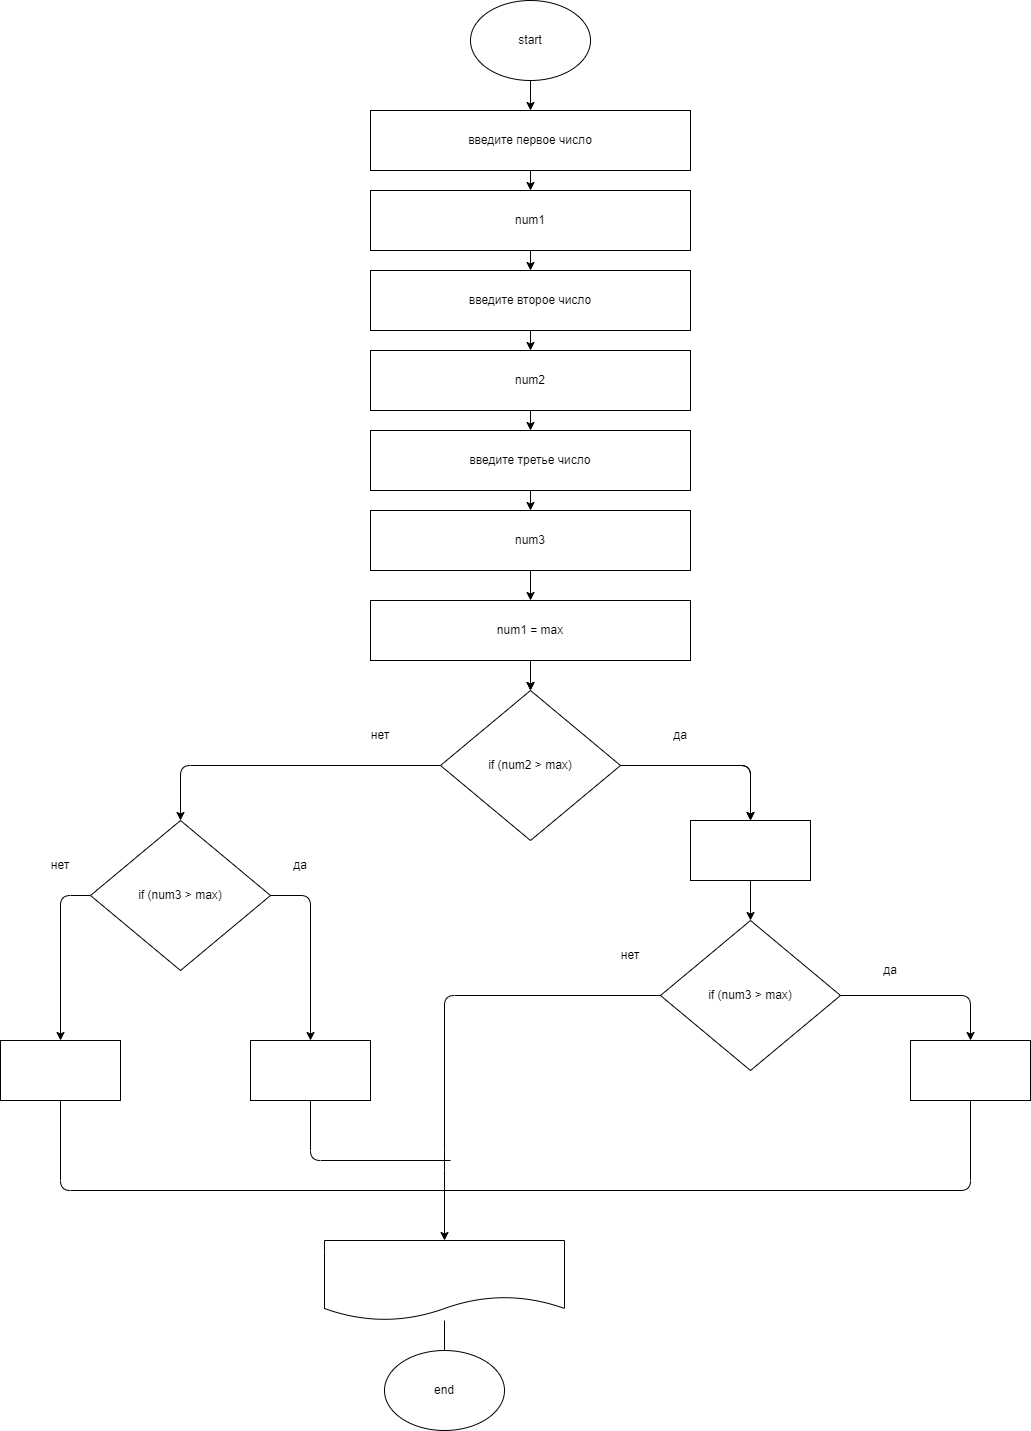 start
введите первое число
num1
введите второе число
num2
введите третье число
num3
num1 = max
нет
да
if (num2 > max)
нет
да
if (num3 > max)
нет
да
if (num3 > max)
end